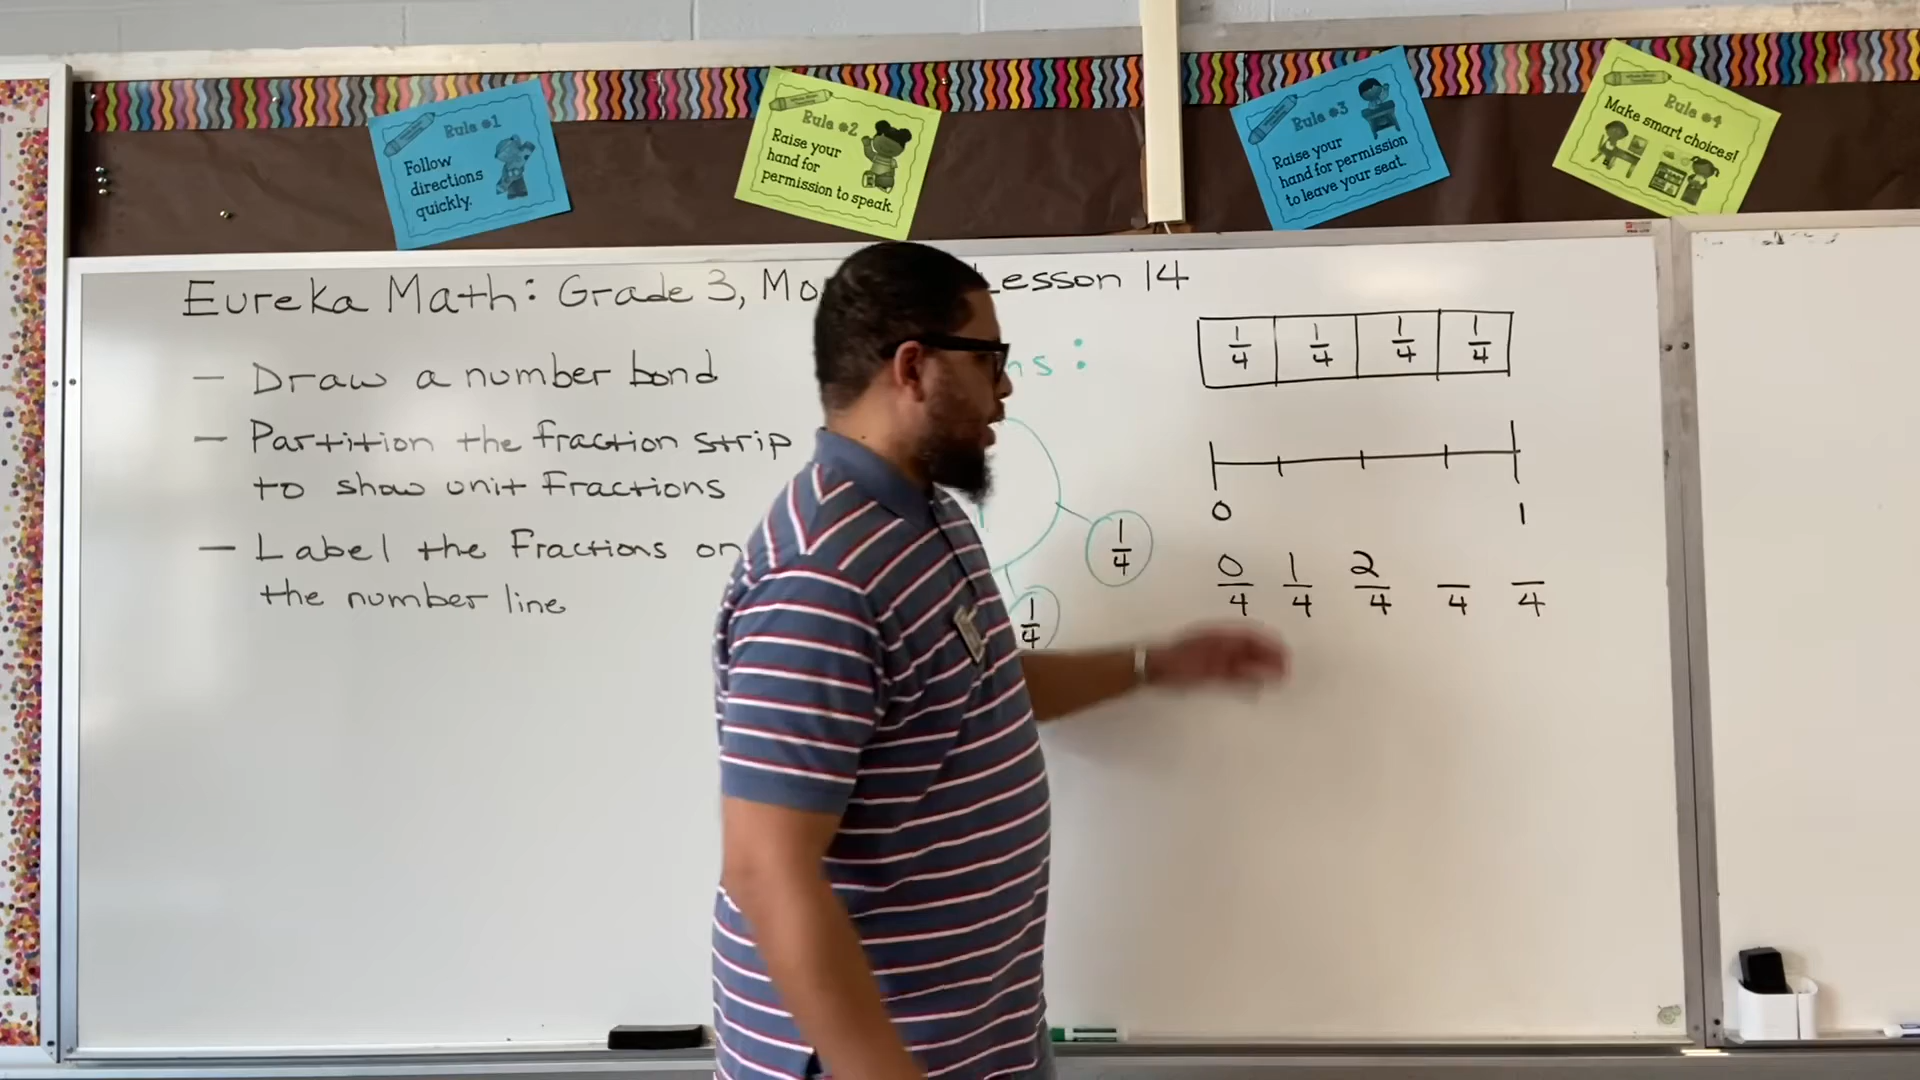 Rule #1
Follow
directions
quickly.
Rule #2
Raise your
hand for
permission to speak.
Rule #3
Raise your
hand for permission
to leave your seat.
Rule #4
Make smart choices!
Eureka Math: Grade 3, Lesson 14
- Draw a number bond
- Partition the fraction strip
to show unit Fractions
- Label the Fractions on
the number line
1/4
1/4
1/4 1/4 1/4 1/4
0 1
0/4 1/4 2/4 /4 /4